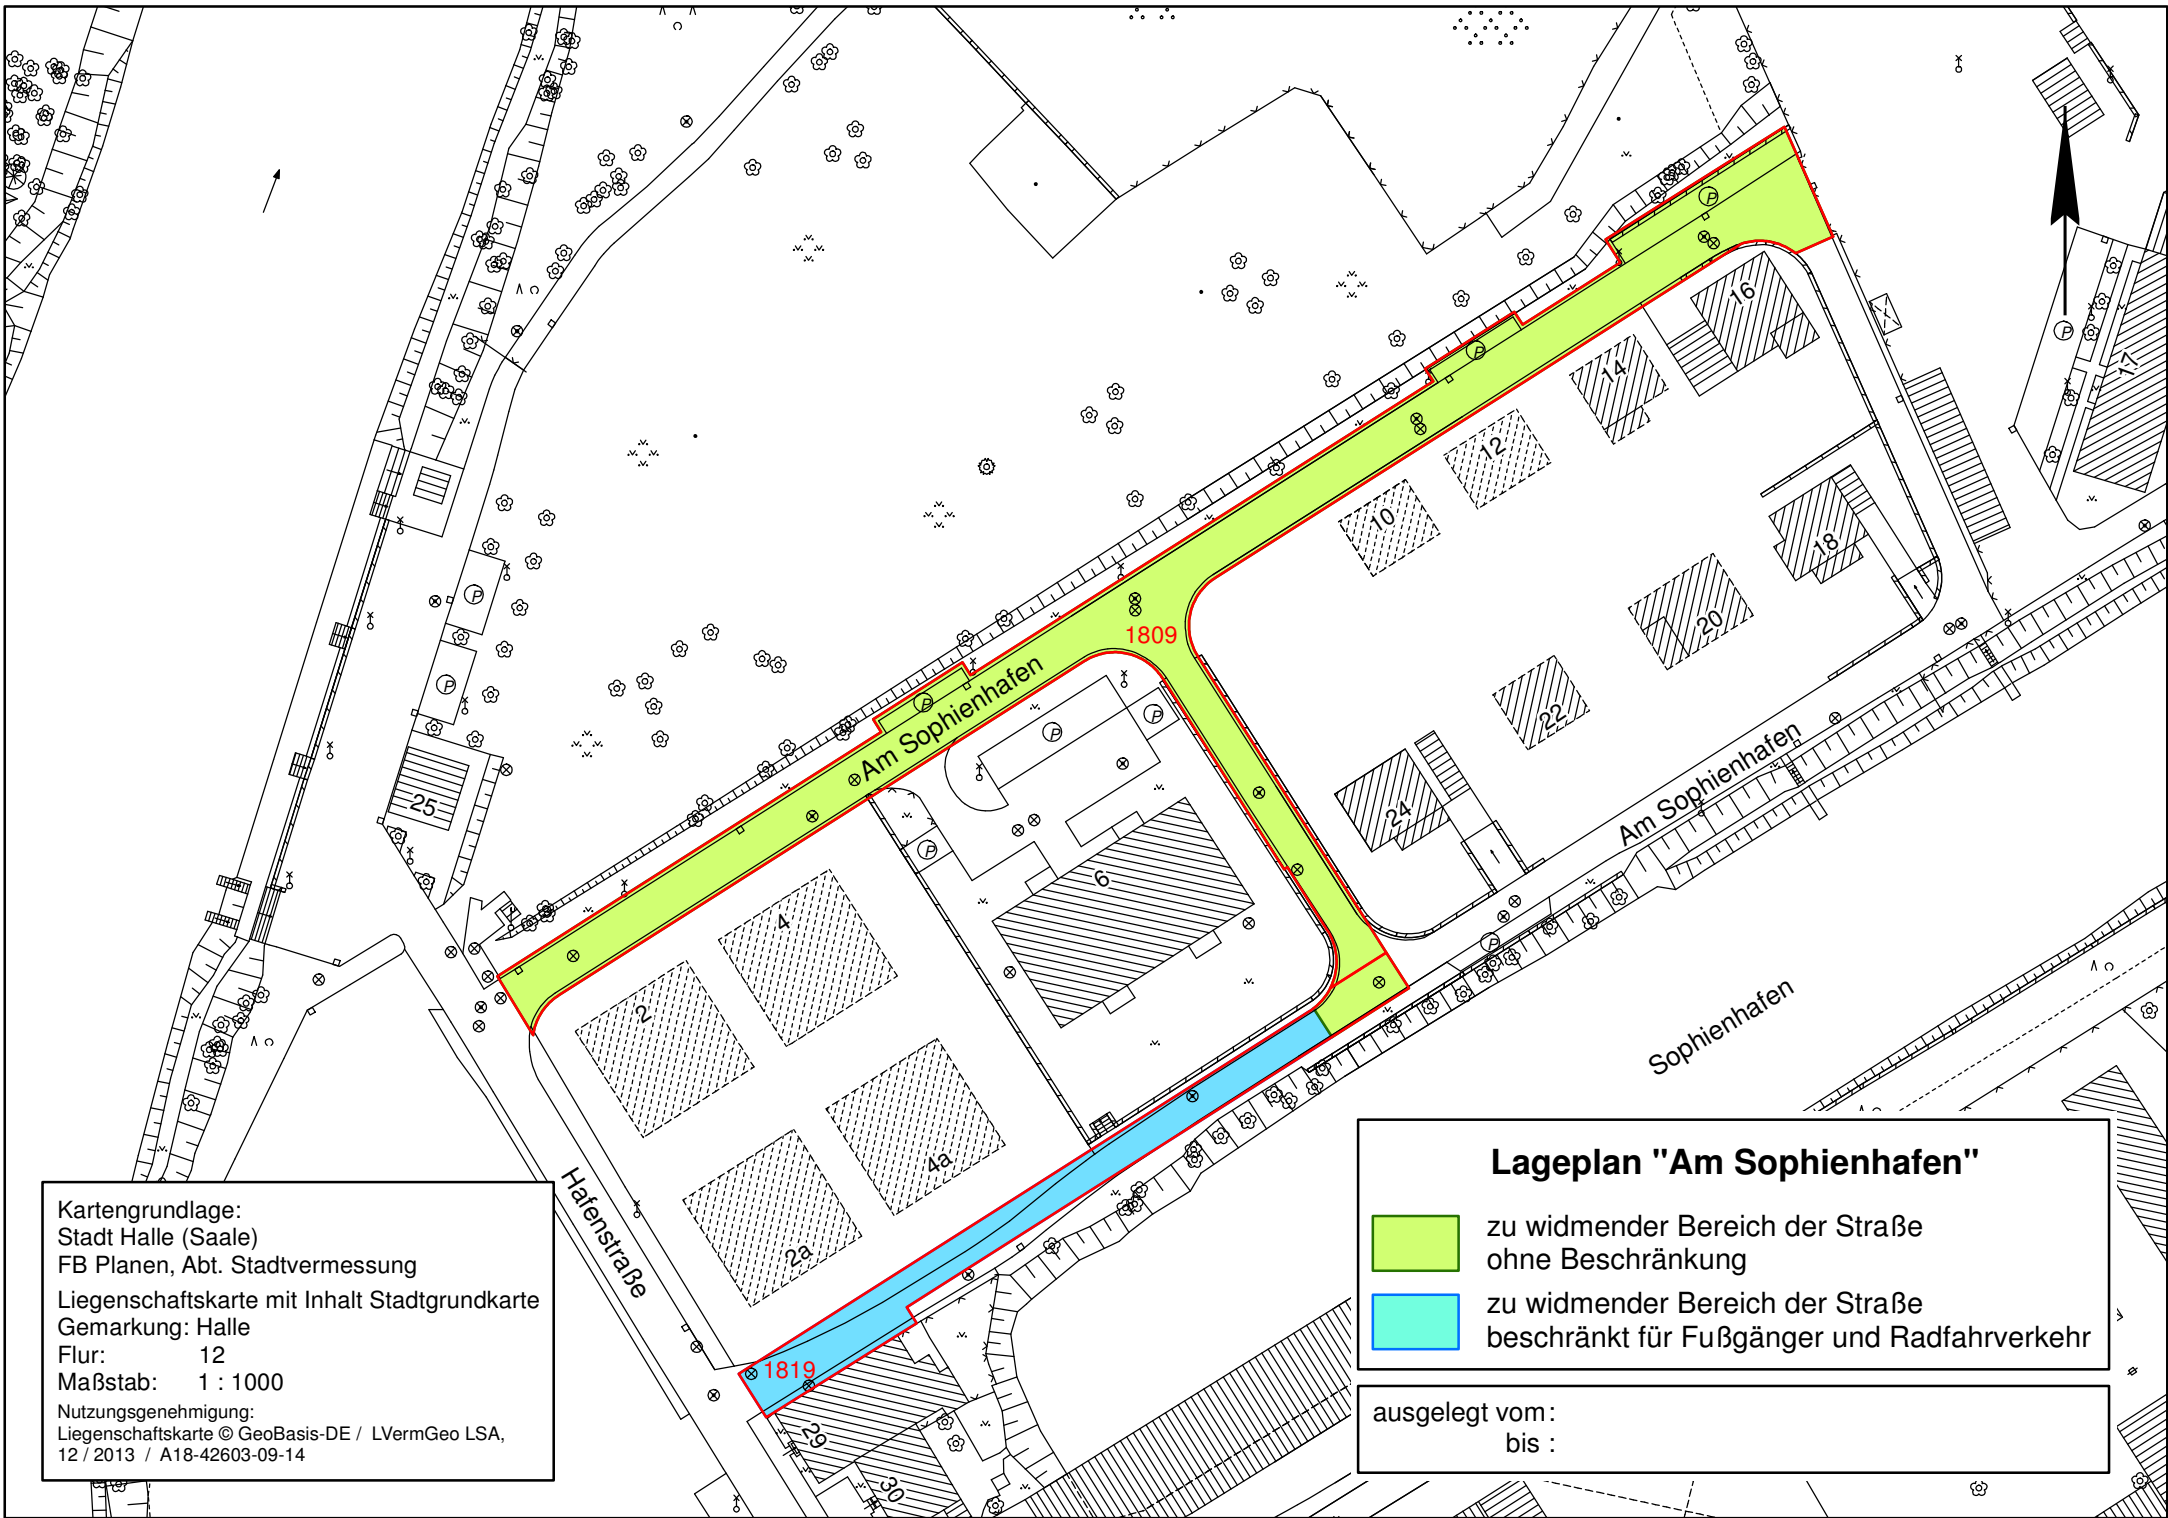 16
14
12
10
17
18
20
22
24
25
1809
Am Sophienhafen
Am Sophienhafen
6
4
2
4a
2a
Sophienhafen
Hafenstraße
1819
29
30
P
P
P
P
P
P
P
P
P
P
Kartengrundlage:
Stadt Halle (Saale)
FB Planen, Abt. Stadtvermessung
Liegenschaftskarte mit Inhalt Stadtgrundkarte
Gemarkung: Halle
Flur: 12
Maßstab: 1 : 1000
Nutzungsgenehmigung:
Liegenschaftskarte © GeoBasis-DE / LVermGeo LSA,
12 / 2013 / A18-42603-09-14
Lageplan "Am Sophienhafen"
zu widmender Bereich der Straße
ohne Beschränkung
zu widmender Bereich der Straße
beschränkt für Fußgänger und Radfahrverkehr
ausgelegt vom:
bis :